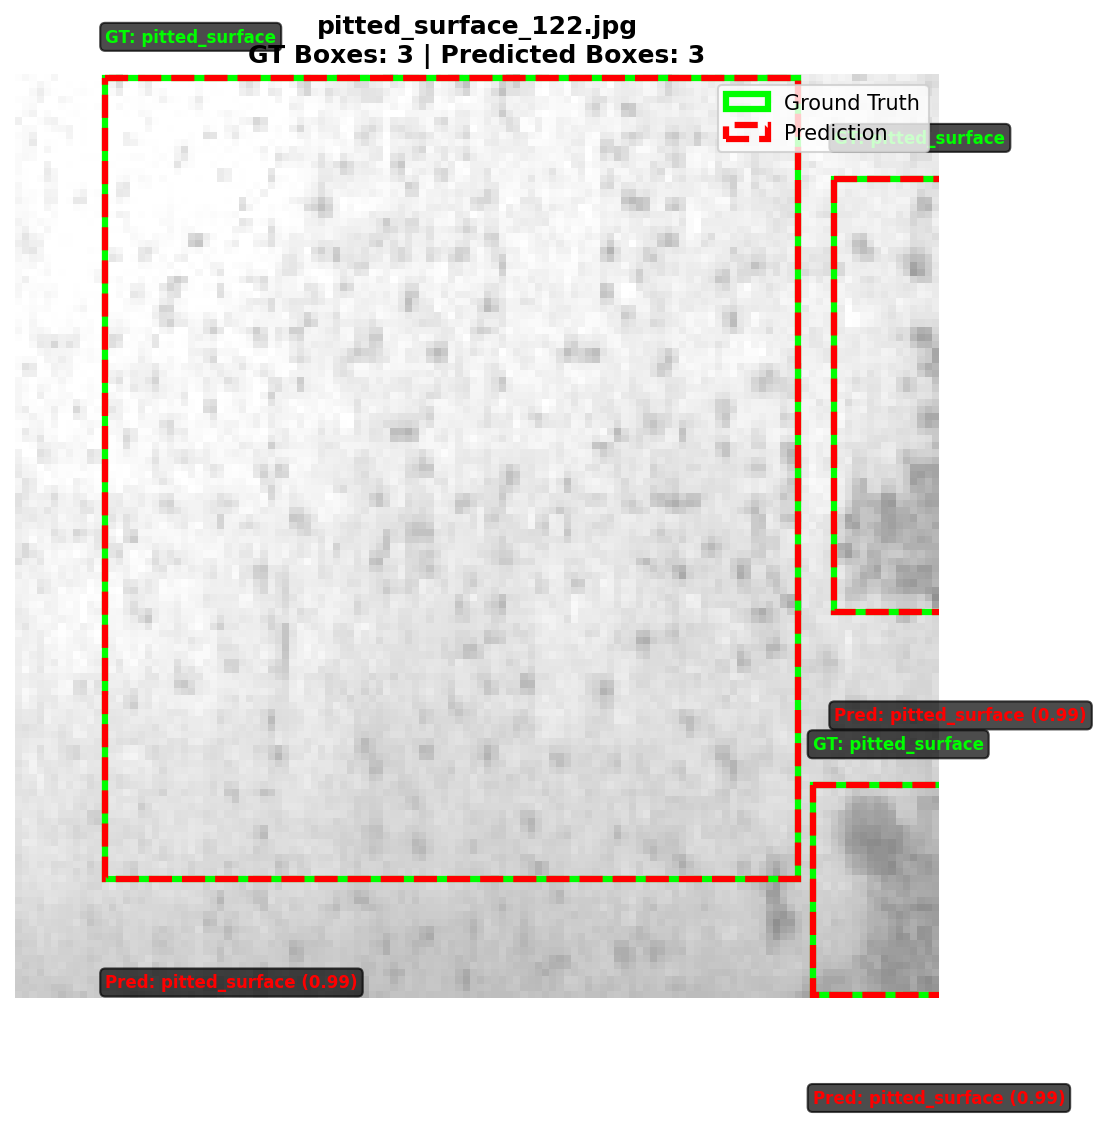 pitted_surface_122.jpg
GT Boxes: 3 | Predicted Boxes: 3
GT: pitted_surface
Ground Truth
Prediction
GT: pitted_surface
Pred: pitted_surface (0.99)
GT: pitted_surface
Pred: pitted_surface (0.99)
Pred: pitted_surface (0.99)